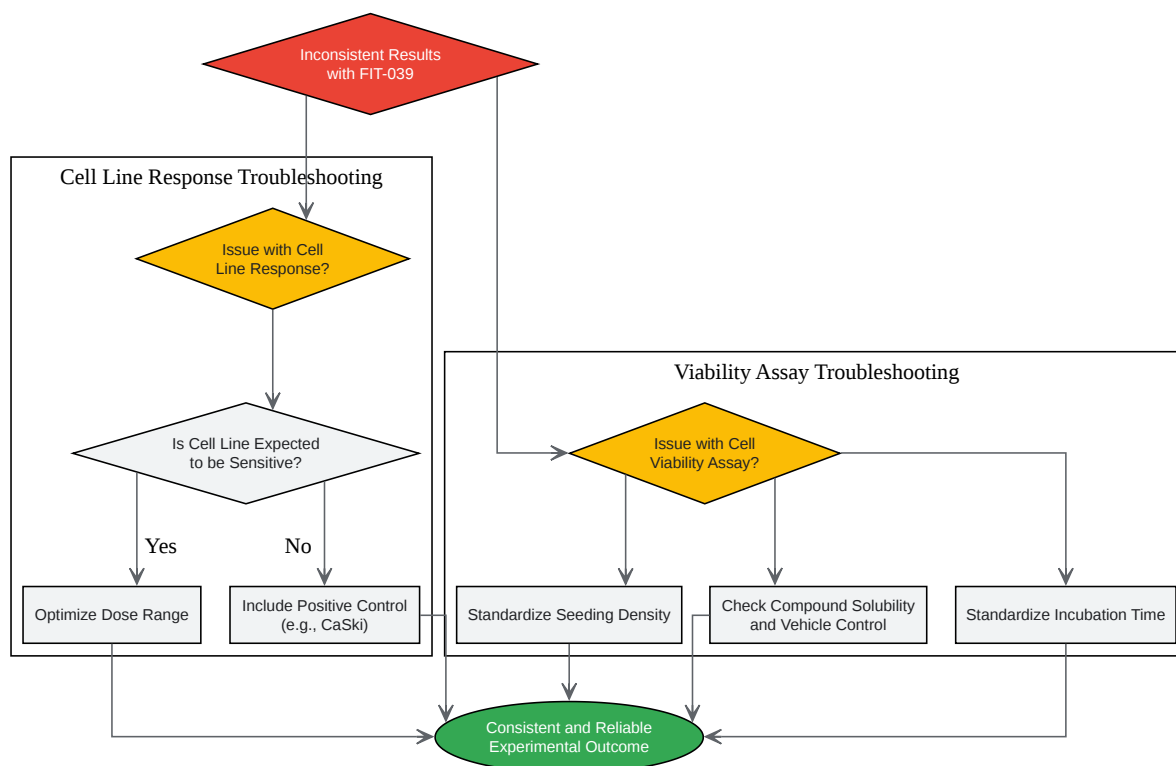 Inconsistent Results
with FIT-039
Cell Line Response Troubleshooting
Issue with Cell
Line Response?
Viability Assay Troubleshooting
Is Cell Line Expected
to be Sensitive?
Issue with Cell
Viability Assay?
Yes
No
Optimize Dose Range
Include Positive Control
(e.g., CaSki)
Standardize Seeding Density
Check Compound Solubility
and Vehicle Control
Standardize Incubation Time
Consistent and Reliable
Experimental Outcome